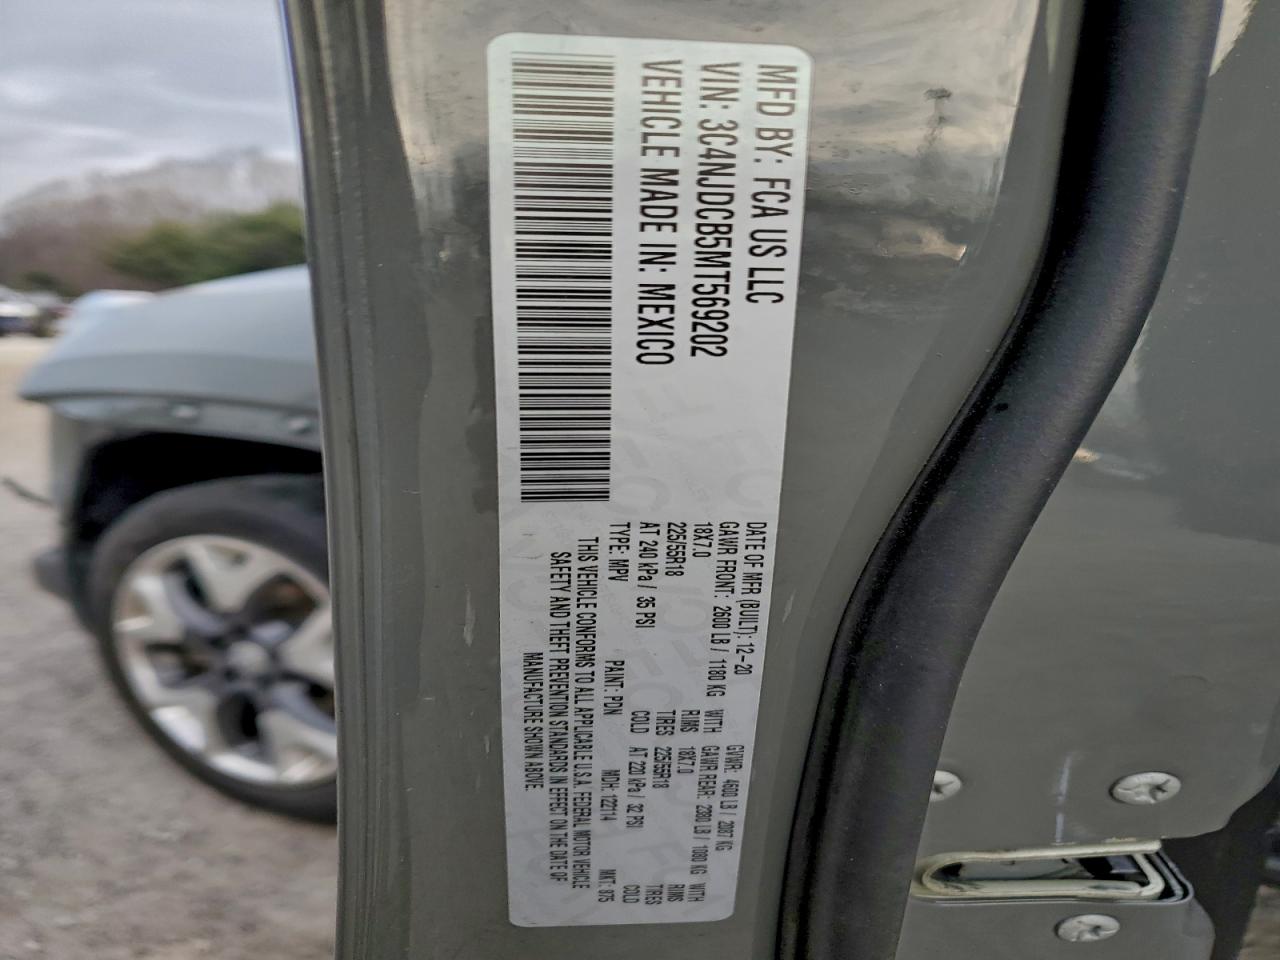 MFD BY: FCA US LLC
VIN: 3C4NJDCB5MT569202
VEHICLE MADE IN: MEXICO
DATE OF MFR (BUILT): 12-20 GVWR: 4600 LB / 2087 KG
GAWR FRONT: 2600 LB / 1180 KG WITH GAWR REAR: 2380 LB / 1080 KG WITH
18X7.0 RIMS 18X7.0 RIMS
225/55R18 TIRES 225/55R18 TIRES
AT 240 kPa / 35 PSI COLD AT 220 kPa / 32 PSI COLD
TYPE: MPV PAINT: PDN MDH: 122114 MKT: 975
THIS VEHICLE CONFORMS TO ALL APPLICABLE U.S.A. FEDERAL MOTOR VEHICLE
SAFETY AND THEFT PREVENTION STANDARDS IN EFFECT ON THE DATE OF
MANUFACTURE SHOWN ABOVE.